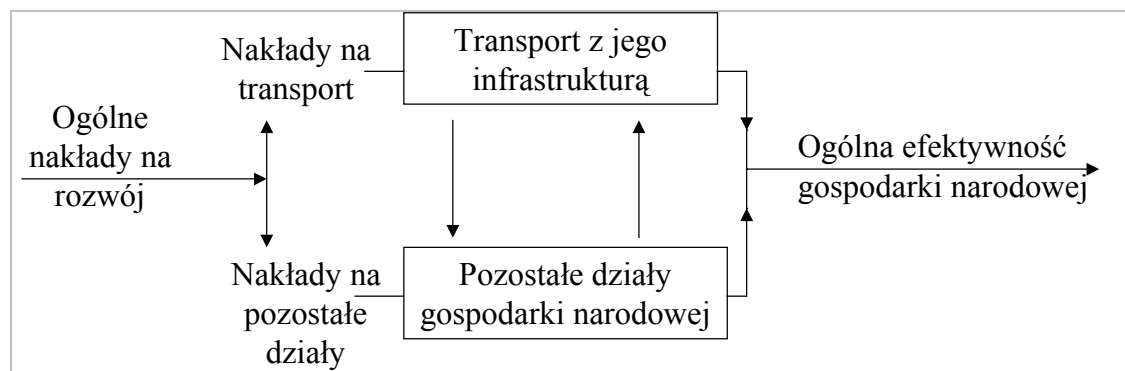 Nakłady na
transport
Transport z jego
infrastrukturą
Ogólne
nakłady na
rozwój
Ogólna efektywność
gospodarki narodowej
Nakłady na
pozostałe
działy
Pozostałe działy
gospodarki narodowej